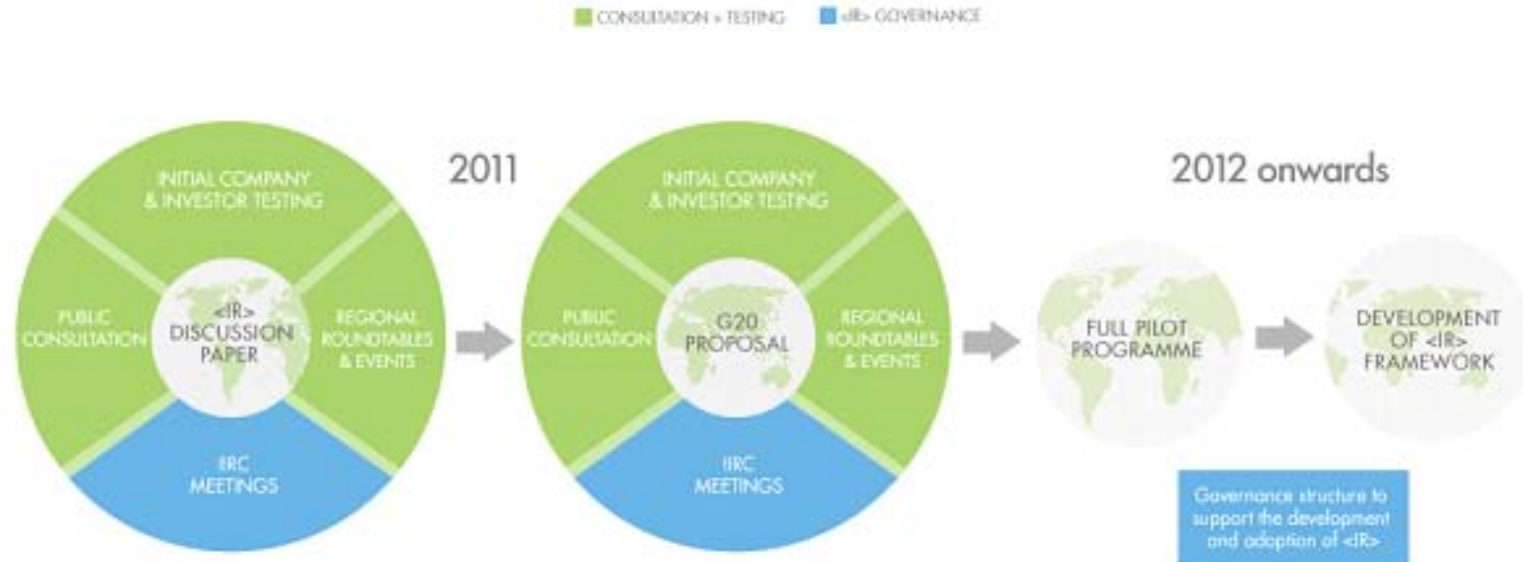 CONSULTATION + TESTING
<IR> GOVERNANCE
2011
INITIAL COMPANY
& INVESTOR TESTING
PUBLIC
CONSULTATION
<IR>
DISCUSSION
PAPER
REGIONAL
ROUNDTABLES
& EVENTS
IIRC
MEETINGS
INITIAL COMPANY
& INVESTOR TESTING
PUBLIC
CONSULTATION
G20
PROPOSAL
REGIONAL
ROUNDTABLES
& EVENTS
IIRC
MEETINGS
2012 onwards
FULL PILOT
PROGRAMME
DEVELOPMENT
OF <IR>
FRAMEWORK
Governance structure to
support the development
and adoption of <IR>